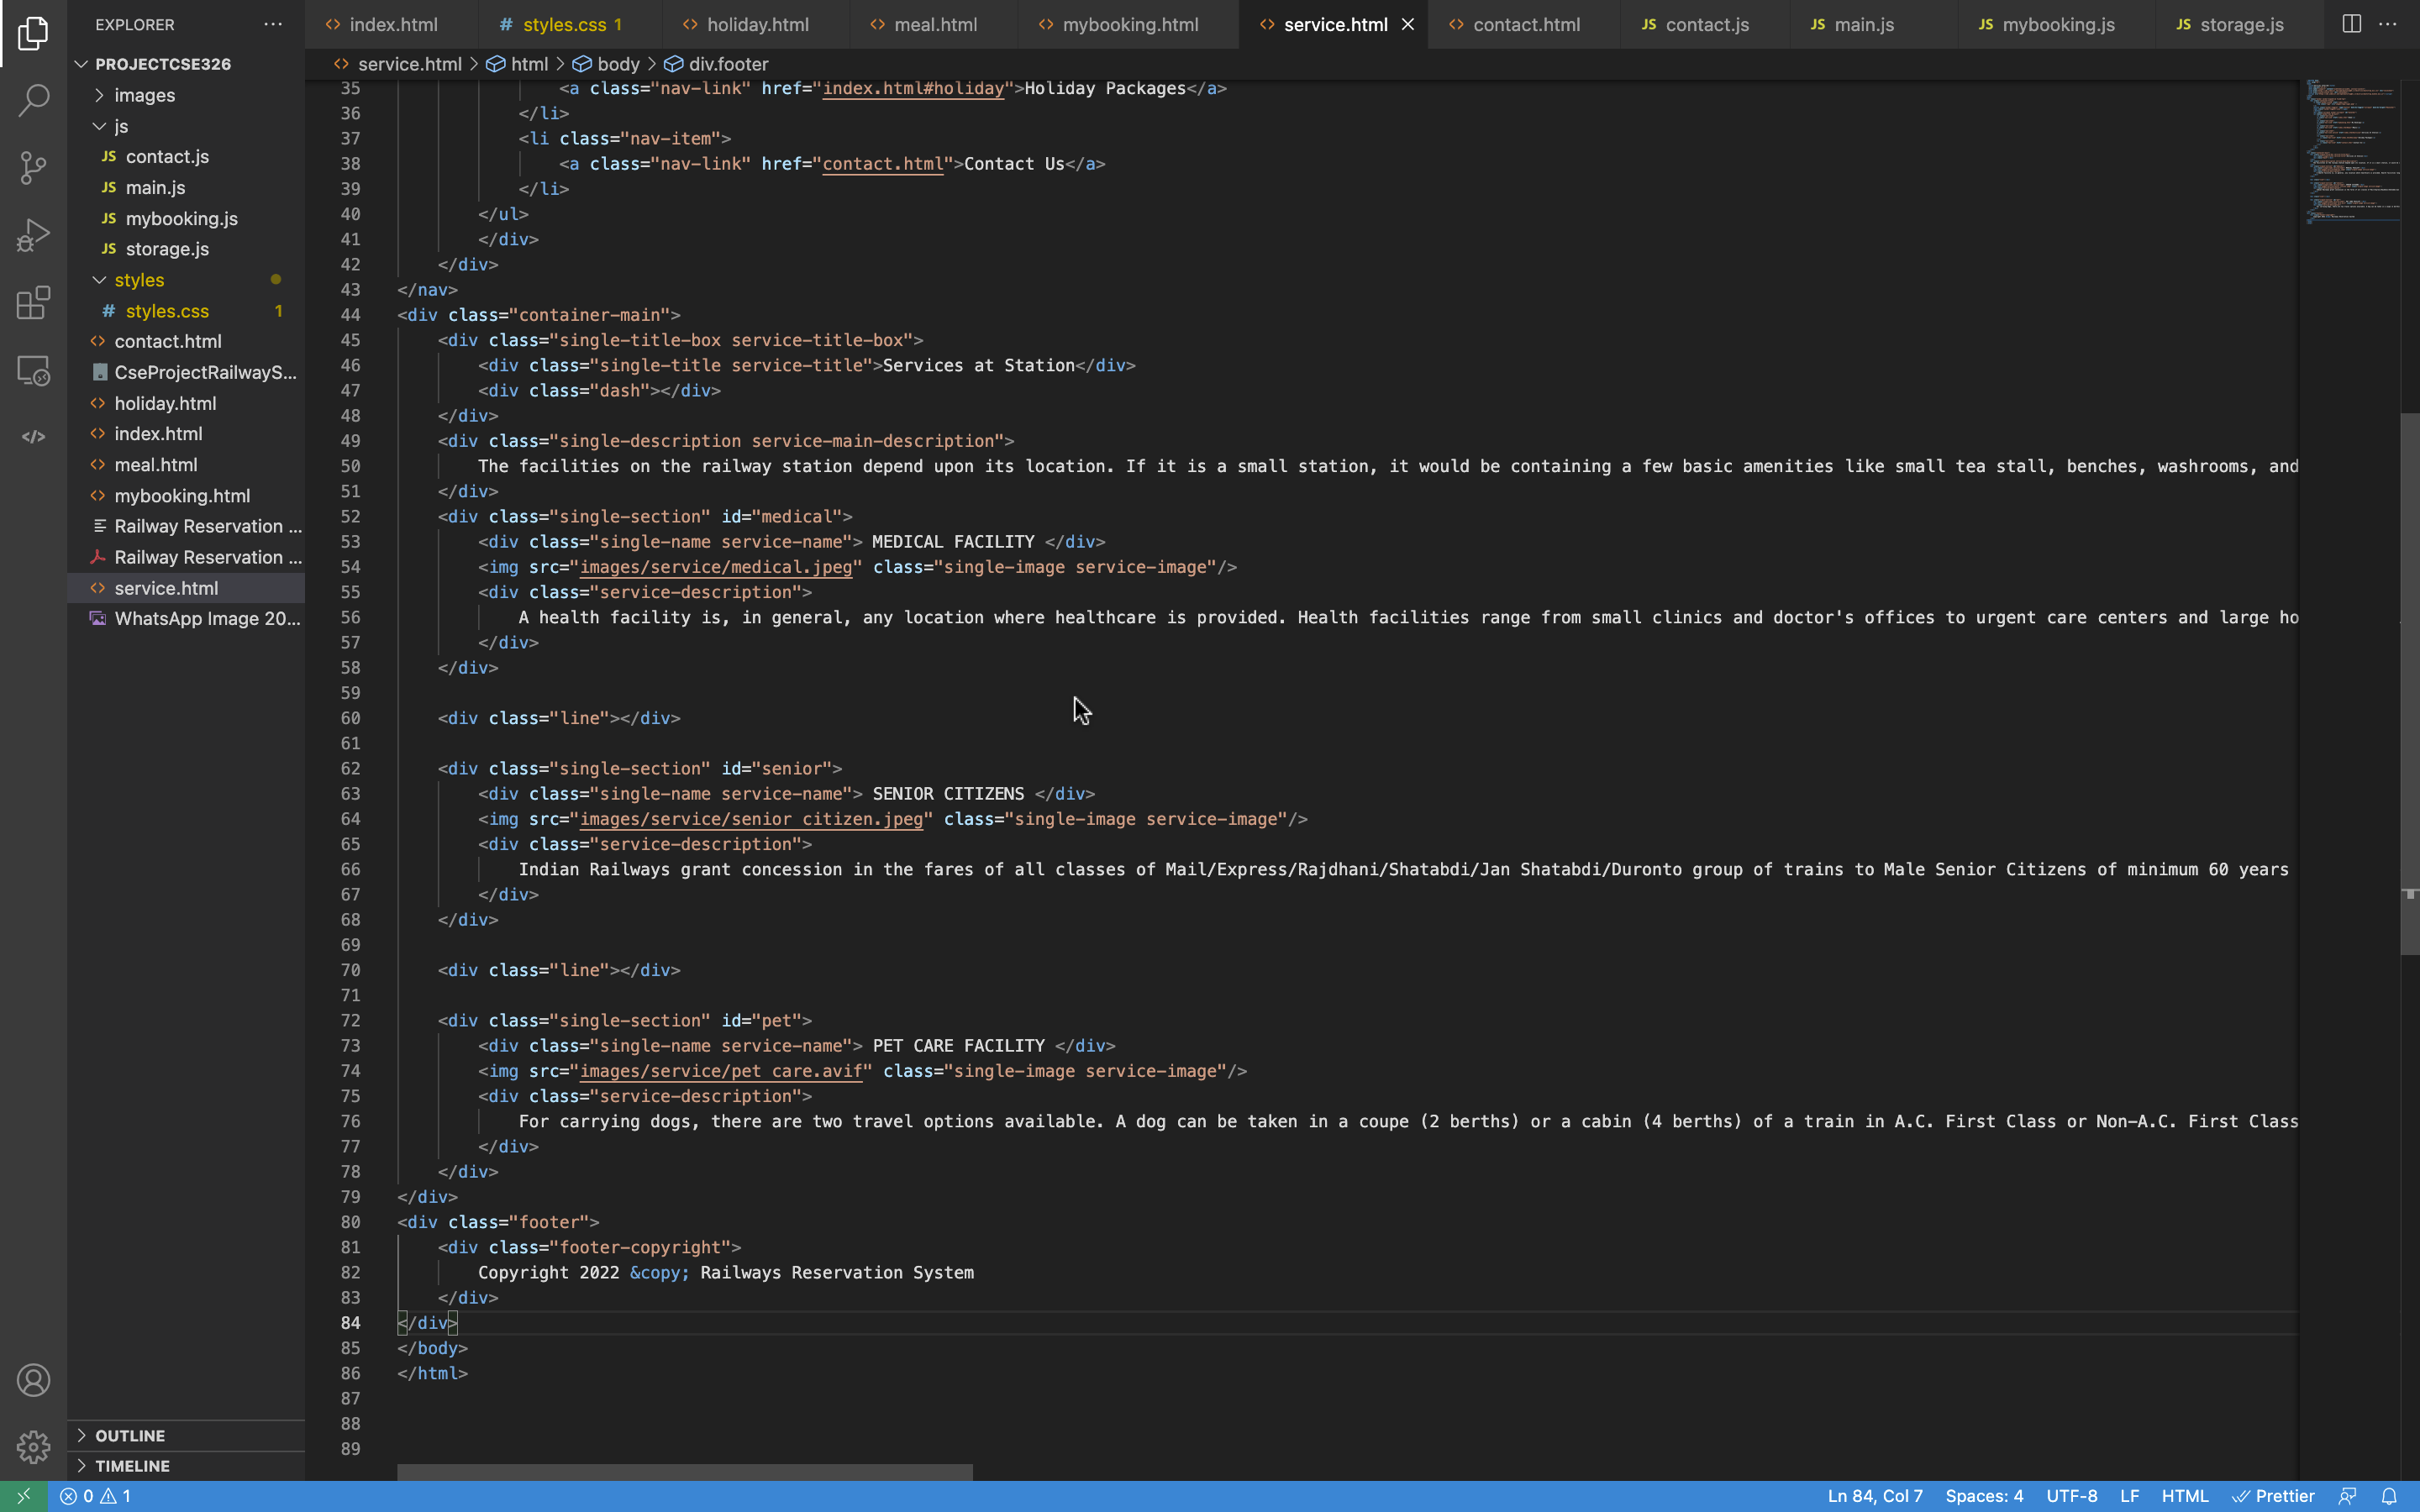 EXPLORER
index.html
styles.css 1
holiday.html
meal.html
mybooking.html
service.html
contact.html
JS contact.js
JS main.js
JS mybooking.js
JS storage.js
service.html > html > body > div.footer
PROJECTCSE326
images
js
JS contact.js
JS main.js
JS mybooking.js
JS storage.js
styles
# styles.css 1
contact.html
CseProjectRailwayS...
holiday.html
index.html
meal.html
mybooking.html
Railway Reservation ...
Railway Reservation ...
service.html
WhatsApp Image 20...
OUTLINE
TIMELINE
35 <a class="nav-link" href="index.html#holiday">Holiday Packages</a>
36 </li>
37 <li class="nav-item">
38 <a class="nav-link" href="contact.html">Contact Us</a>
39 </li>
40 </ul>
41 </div>
42 </div>
43 </nav>
44 <div class="container-main">
45 <div class="single-title-box service-title-box">
46 <div class="single-title service-title">Services at Station</div>
47 <div class="dash"></div>
48 </div>
49 <div class="single-description service-main-description">
50 The facilities on the railway station depend upon its location. If it is a small station, it would be containing a few basic amenities like small tea stall, benches, washrooms, and
51 </div>
52 <div class="single-section" id="medical">
53 <div class="single-name service-name"> MEDICAL FACILITY </div>
54 <img src="images/service/medical.jpeg" class="single-image service-image"/>
55 <div class="service-description">
56 A health facility is, in general, any location where healthcare is provided. Health facilities range from small clinics and doctor's offices to urgent care centers and large ho
57 </div>
58 </div>
59
60 <div class="line"></div>
61
62 <div class="single-section" id="senior">
63 <div class="single-name service-name"> SENIOR CITIZENS </div>
64 <img src="images/service/senior citizen.jpeg" class="single-image service-image"/>
65 <div class="service-description">
66 Indian Railways grant concession in the fares of all classes of Mail/Express/Rajdhani/Shatabdi/Jan Shatabdi/Duronto group of trains to Male Senior Citizens of minimum 60 years
67 </div>
68 </div>
69
70 <div class="line"></div>
71
72 <div class="single-section" id="pet">
73 <div class="single-name service-name"> PET CARE FACILITY </div>
74 <img src="images/service/pet care.avif" class="single-image service-image"/>
75 <div class="service-description">
76 For carrying dogs, there are two travel options available. A dog can be taken in a coupe (2 berths) or a cabin (4 berths) of a train in A.C. First Class or Non-A.C. First Class
77 </div>
78 </div>
79 </div>
80 <div class="footer">
81 <div class="footer-copyright">
82 Copyright 2022 &copy; Railways Reservation System
83 </div>
84 </div>
85 </body>
86 </html>
87
88
89
0 1
Ln 84, Col 7
Spaces: 4
UTF-8
LF
HTML
Prettier